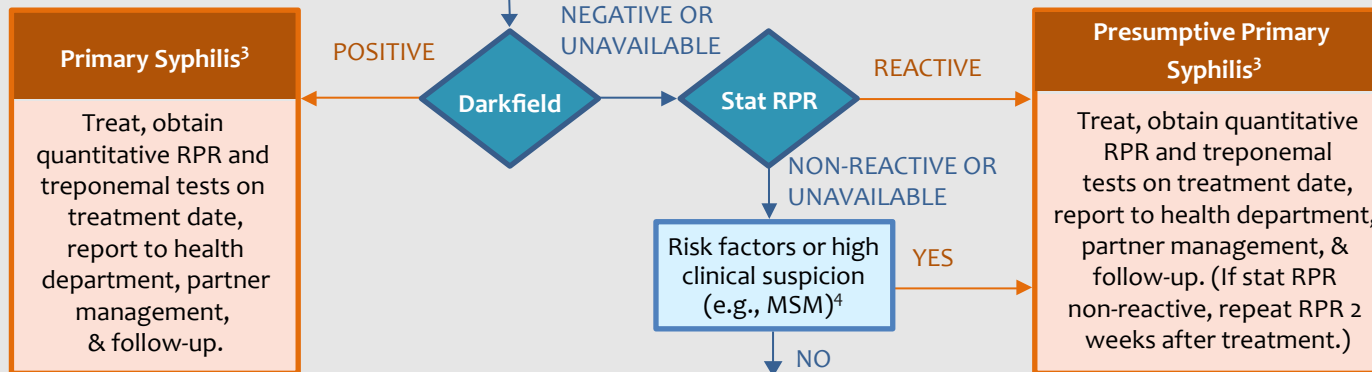 NEGATIVE OR
UNAVAILABLE
Primary Syphilis3
POSITIVE
Darkfield
Stat RPR
REACTIVE
Presumptive Primary
Syphilis3
Treat, obtain
quantitative RPR and
treponemal tests on
treatment date,
report to health
department, partner
management,
& follow-up.
NON-REACTIVE OR
UNAVAILABLE
Risk factors or high
clinical suspicion
(e.g., MSM)4
YES
NO
Treat, obtain quantitative
RPR and treponemal
tests on treatment date,
report to health department,
partner management, &
follow-up. (If stat RPR
non-reactive, repeat RPR 2
weeks after treatment.)